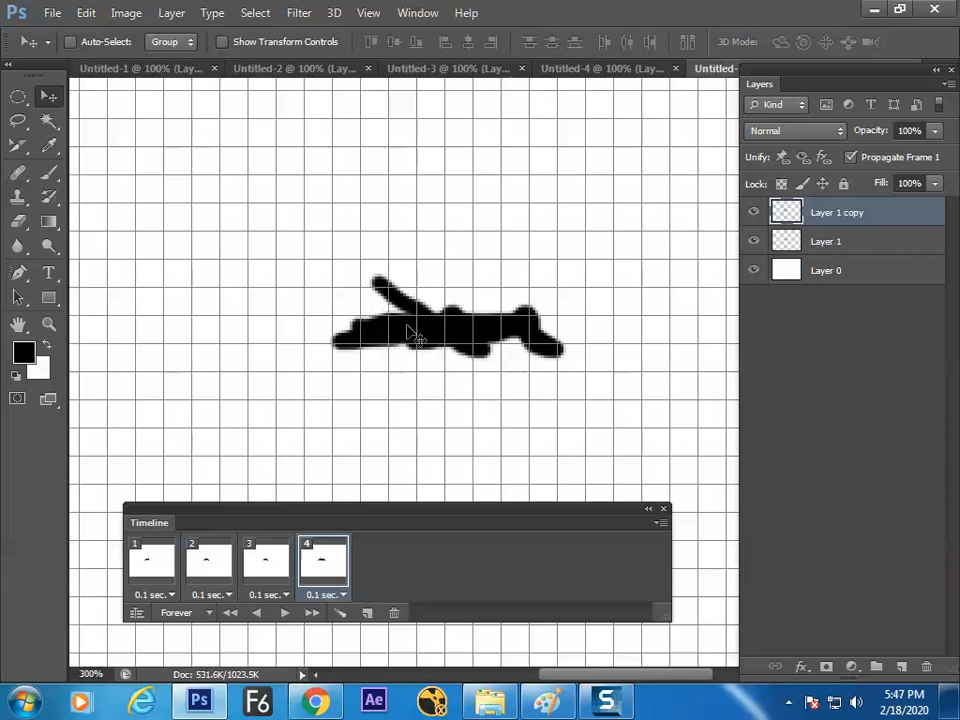 Ps File Edit Image Layer Type Select Filter 3D View Window Help
Auto-Select: Group Show Transform Controls 3D Mode:
Untitled-1 @ 100% (Lay... × Untitled-2 @ 100% (Lay... × Untitled-3 @ 100% (Lay... × Untitled-4 @ 100% (Lay... × Untitled-
Layers
Kind
Normal Opacity: 100%
Unify: Propagate Frame 1
Lock: Fill: 100%
Layer 1 copy
Layer 1
Layer 0
Timeline
1 2 3 4
0.1 sec. 0.1 sec. 0.1 sec. 0.1 sec.
Forever
300% Doc: 531.6K/1023.5K
Ps F6 Ae S
5:47 PM
2/18/2020